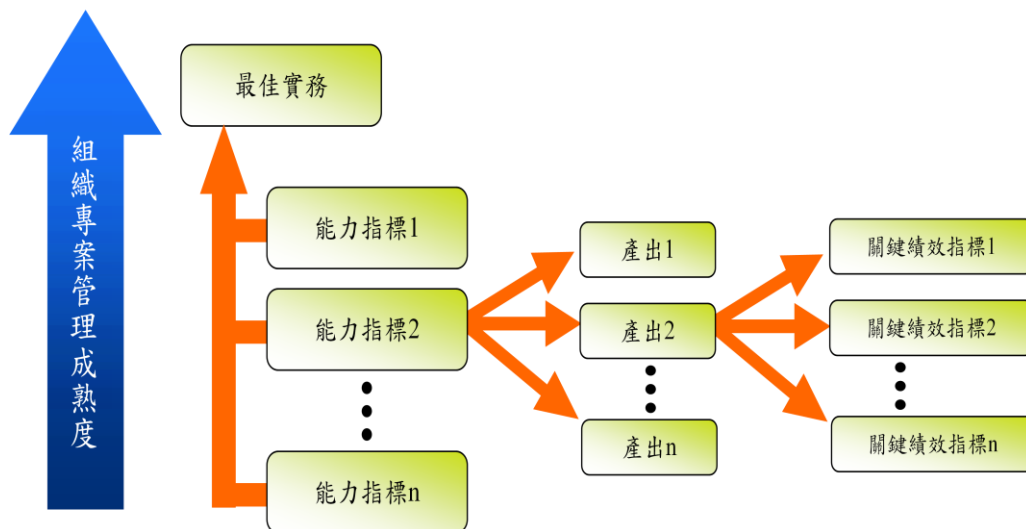 組織專案管理成熟度
最佳實務
能力指標1
能力指標2
能力指標n
產出1
產出2
產出n
關鍵績效指標1
關鍵績效指標2
關鍵績效指標n